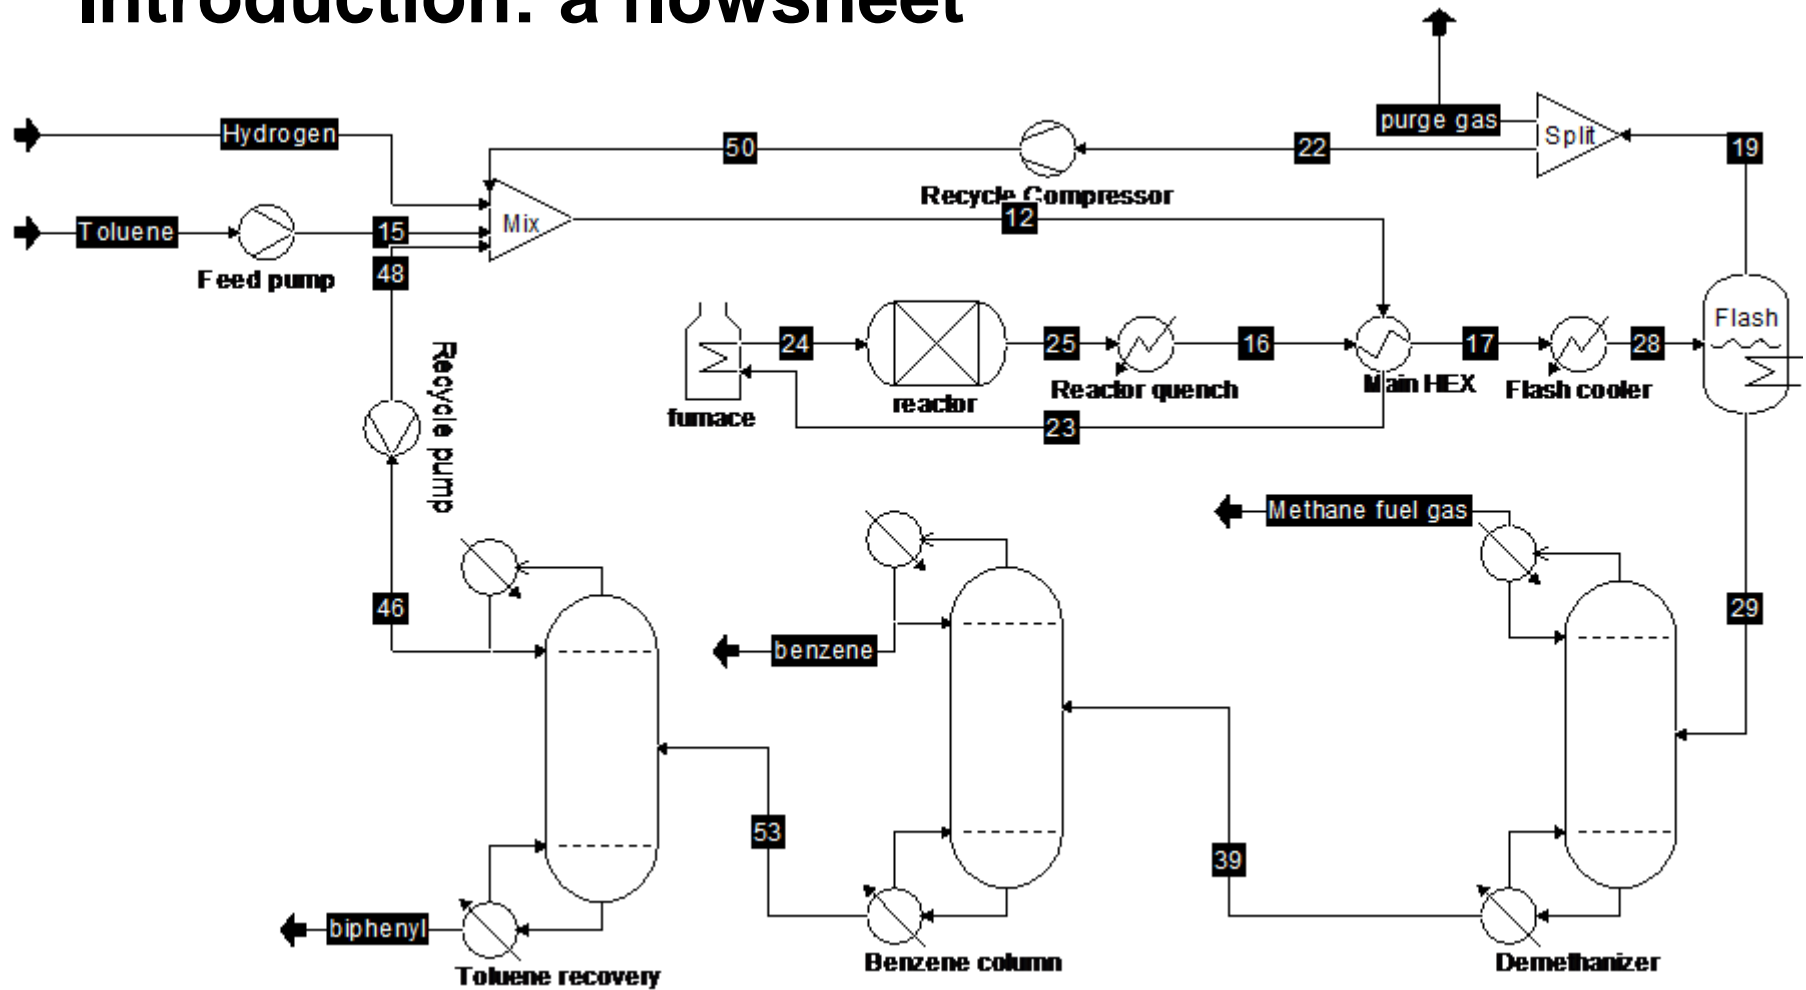 Introduction: a flowsheet
Hydrogen
50
22
purge gas
Split
19
Recycle Compressor
Toluene
15
Mix
12
48
Feed pump
Flash
24
25
16
17
28
furnace
reactor
Reactor quench
Main HEX
Flash cooler
23
Recycle pump
Methane fuel gas
46
29
benzene
53
39
biphenyl
Toluene recovery
Benzene column
Demethanizer